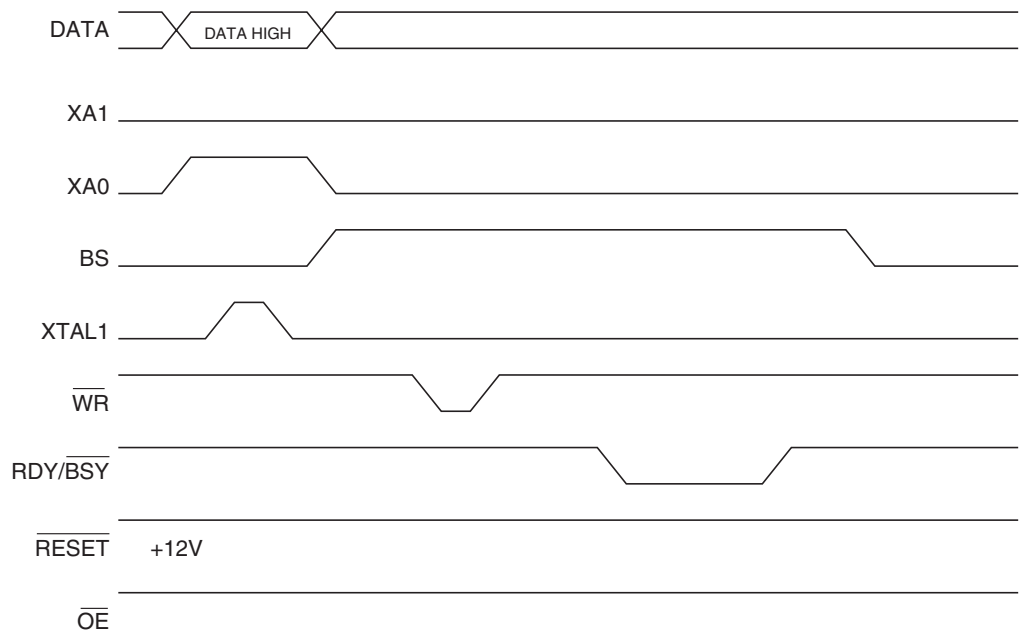 DATA
DATA HIGH
XA1
XA0
BS
XTAL1
WR
RDY/BSY
RESET +12V
OE